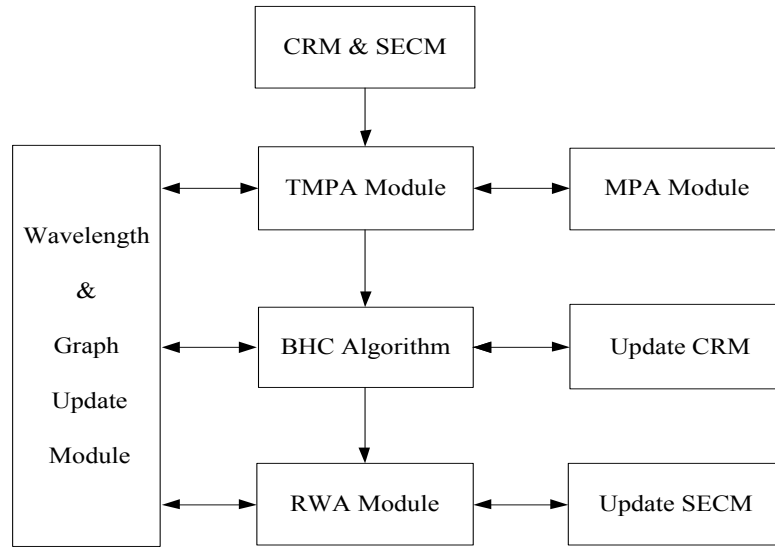 CRM & SECM
TMPA Module
MPA Module
Wavelength
&
Graph
Update
Module
BHC Algorithm
Update CRM
RWA Module
Update SECM